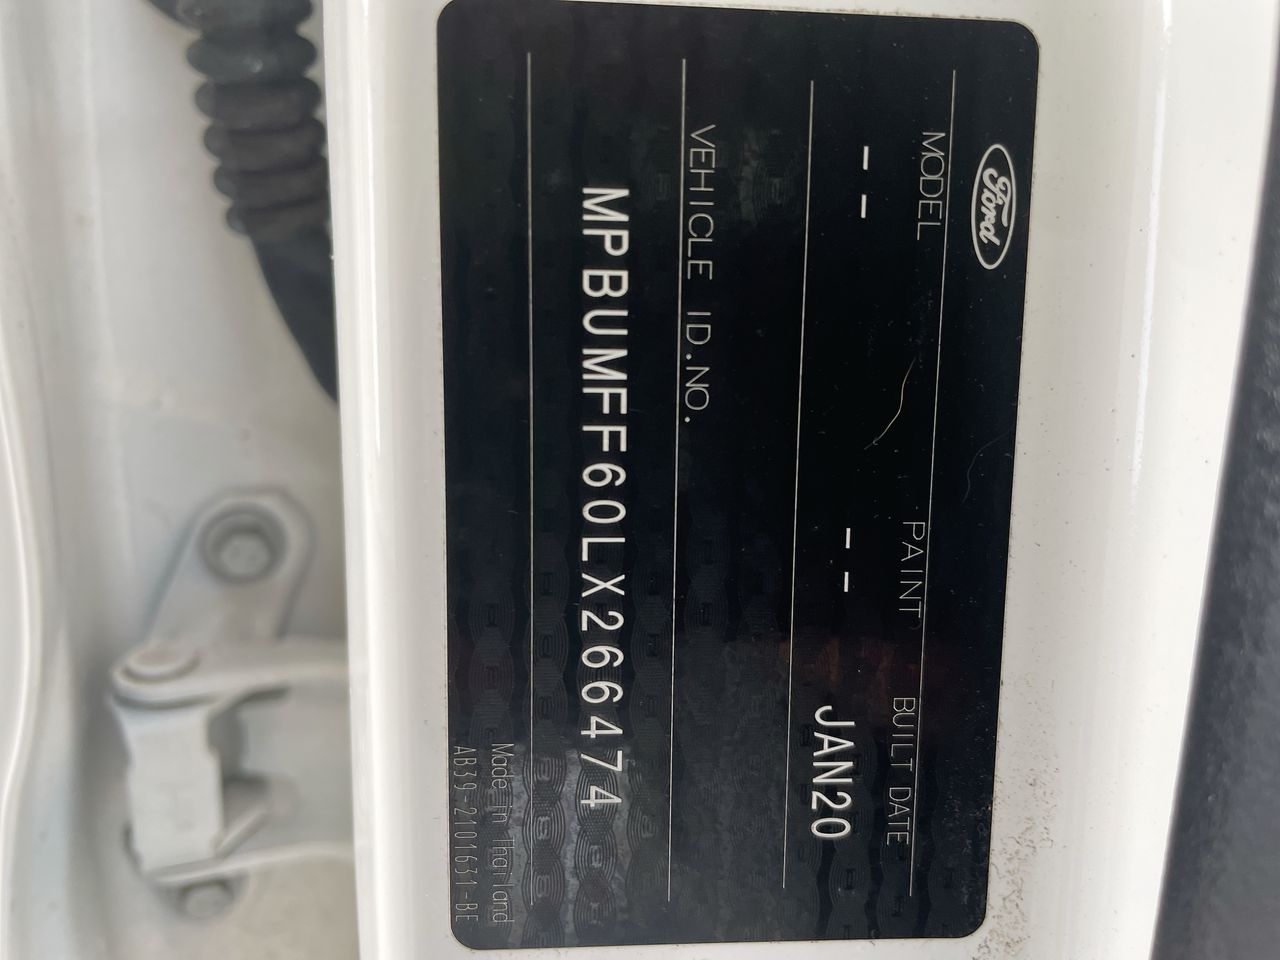 Ford
MODEL PAINT BUILT DATE
-- -- JAN20
VEHICLE ID.NO.
MPBUMFF60LX266474
Made in Thailand
AB39-2101631-BE